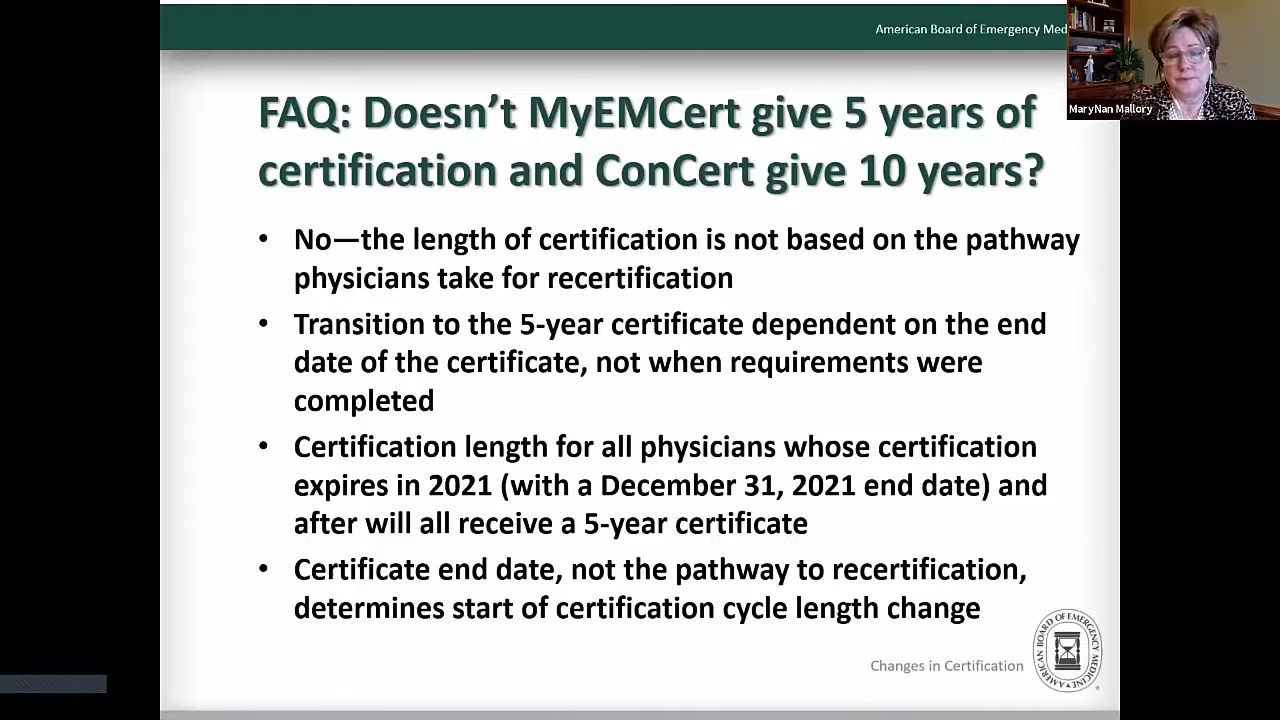 American Board of Emergency Med
MaryNan Mallory
FAQ: Doesn’t MyEMCert give 5 years of
certification and ConCert give 10 years?
• No—the length of certification is not based on the pathway
physicians take for recertification
• Transition to the 5-year certificate dependent on the end
date of the certificate, not when requirements were
completed
• Certification length for all physicians whose certification
expires in 2021 (with a December 31, 2021 end date) and
after will all receive a 5-year certificate
• Certificate end date, not the pathway to recertification,
determines start of certification cycle length change
Changes in Certification
AMERICAN BOARD OF EMERGENCY MEDICINE